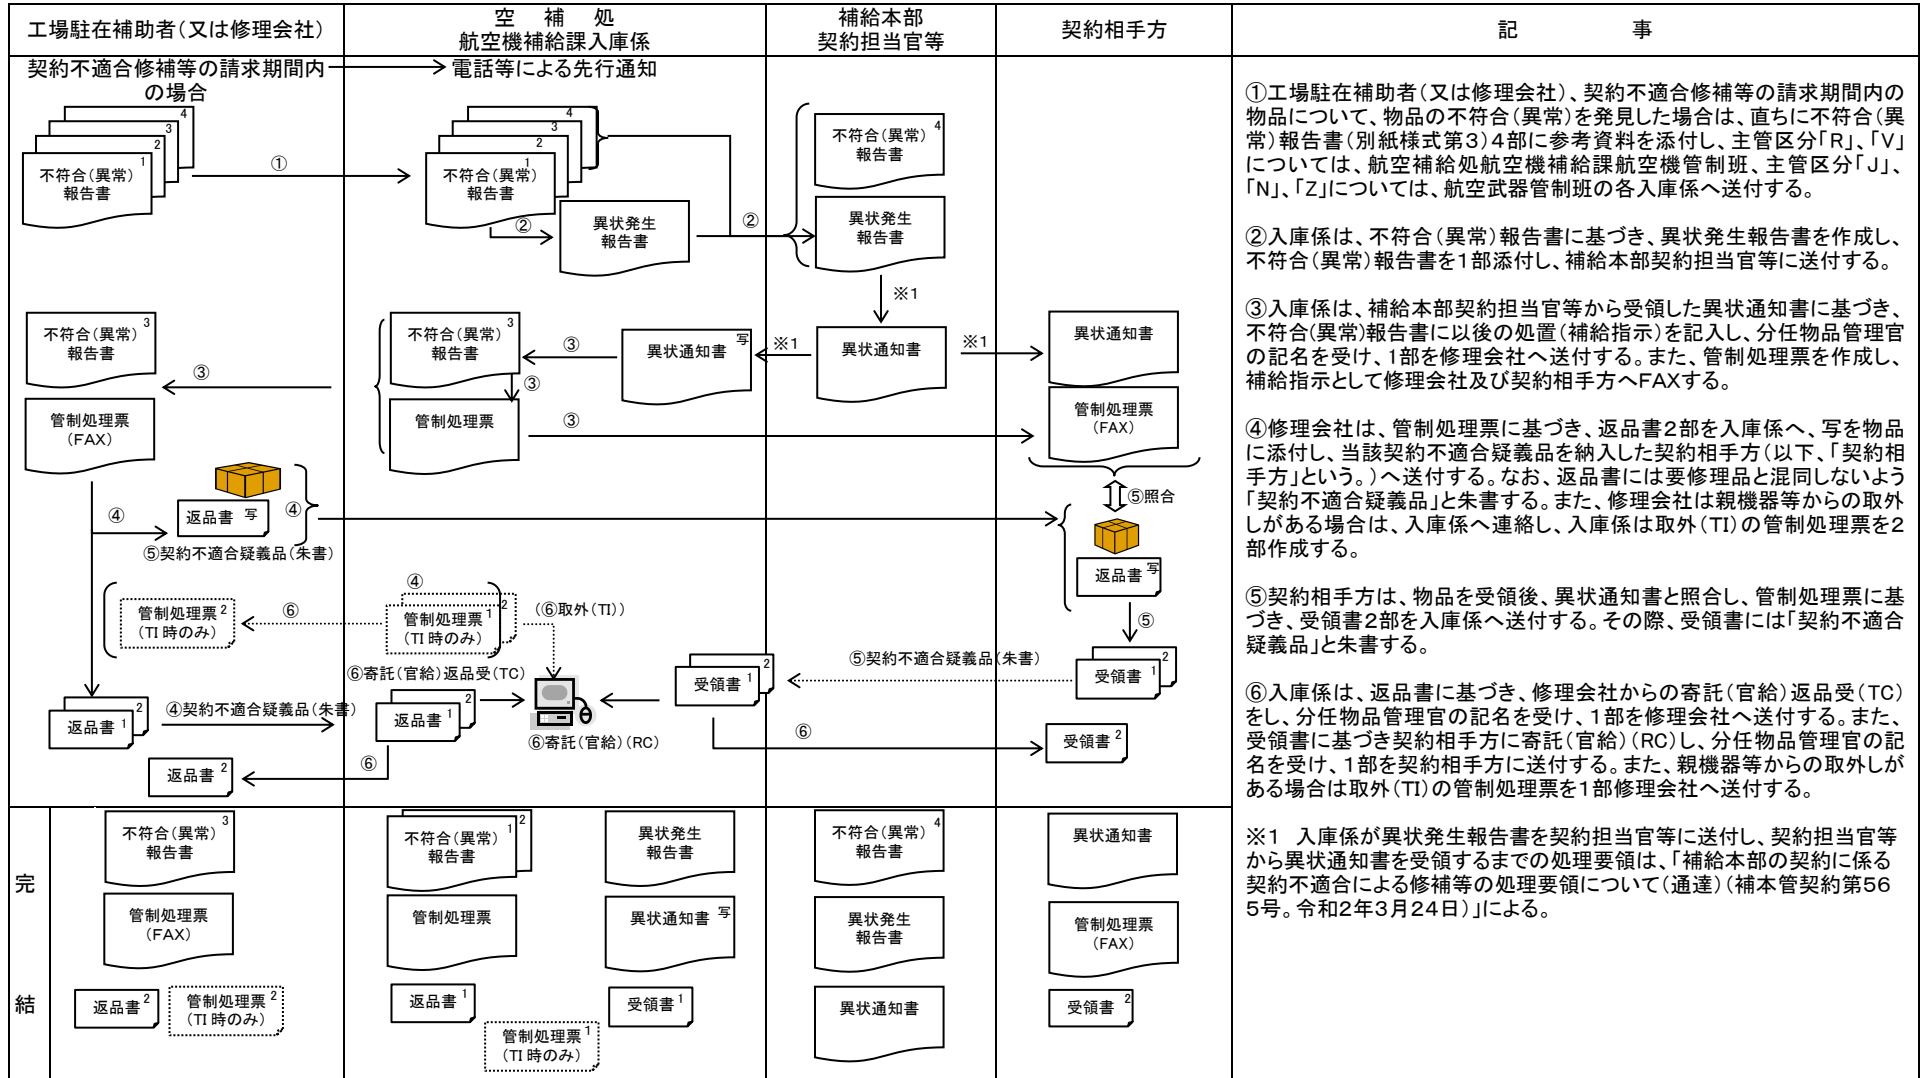 工場駐在補助者(又は修理会社)
空 補 処
航空機補給課入庫係
補給本部
契約担当官等
契約相手方
記 事
契約不適合修補等の請求期間内
の場合
電話等による先行通知
4
3
2
不符合(異常) 1
報告書
①
4
3
2
不符合(異常) 1
報告書
②
異状発生
報告書
②
不符合(異常) 4
報告書
異状発生
報告書
※1
不符合(異常) 3
報告書
③
管制処理票
(FAX)
不符合(異常) 3
報告書
③
③
管制処理票
③
異状通知書 写
※1
異状通知書
※1
異状通知書
管制処理票
(FAX)
⑤照合
④
返品書 写
④
⑤契約不適合疑義品(朱書)
返品書 写
⑤
管制処理票 2
(TI 時のみ)
⑥
④
2
管制処理票 1
(TI 時のみ)
(⑥取外(TI))
⑥寄託(官給)返品受(TC)
2
受領書 1
⑤契約不適合疑義品(朱書)
2
受領書 1
2
返品書 1
④契約不適合疑義品(朱書)
2
返品書 1
⑥寄託(官給)(RC)
⑥
受領書 2
返品書 2
⑥
完
結
不符合(異常) 3
報告書
管制処理票
(FAX)
返品書 2
管制処理票 2
(TI 時のみ)
2
不符合(異常) 1
報告書
異状発生
報告書
管制処理票
異状通知書 写
返品書 1
受領書 1
管制処理票 1
(TI 時のみ)
不符合(異常) 4
報告書
異状発生
報告書
異状通知書
異状通知書
管制処理票
(FAX)
受領書 2
①工場駐在補助者(又は修理会社)、契約不適合修補等の請求期間内の
物品について、物品の不符合(異常)を発見した場合は、直ちに不符合(異
常)報告書(別紙様式第3)4部に参考資料を添付し、主管区分「R」、「V」
については、航空補給処航空機補給課航空機管制班、主管区分「J」、
「N」、「Z」については、航空武器管制班の各入庫係へ送付する。
②入庫係は、不符合(異常)報告書に基づき、異状発生報告書を作成し、
不符合(異常)報告書を1部添付し、補給本部契約担当官等に送付する。
③入庫係は、補給本部契約担当官等から受領した異状通知書に基づき、
不符合(異常)報告書に以後の処置(補給指示)を記入し、分任物品管理官
の記名を受け、1部を修理会社へ送付する。また、管制処理票を作成し、
補給指示として修理会社及び契約相手方へFAXする。
④修理会社は、管制処理票に基づき、返品書2部を入庫係へ、写を物品
に添付し、当該契約不適合疑義品を納入した契約相手方(以下、「契約相
手方」という。)へ送付する。なお、返品書には要修理品と混同しないよう
「契約不適合疑義品」と朱書する。また、修理会社は親機器等からの取外
しがある場合は、入庫係へ連絡し、入庫係は取外(TI)の管制処理票を2
部作成する。
⑤契約相手方は、物品を受領後、異状通知書と照合し、管制処理票に基
づき、受領書2部を入庫係へ送付する。その際、受領書には「契約不適合
疑義品」と朱書する。
⑥入庫係は、返品書に基づき、修理会社からの寄託(官給)返品受(TC)
をし、分任物品管理官の記名を受け、1部を修理会社へ送付する。また、
受領書に基づき契約相手方に寄託(官給)(RC)し、分任物品管理官の記
名を受け、1部を契約相手方に送付する。また、親機器等からの取外しが
ある場合は取外(TI)の管制処理票を1部修理会社へ送付する。
※1 入庫係が異状発生報告書を契約担当官等に送付し、契約担当官等
から異状通知書を受領するまでの処理要領は、「補給本部の契約に係る
契約不適合による修補等の処理要領について(通達)(補本管契約第56
5号。令和2年3月24日)」による。